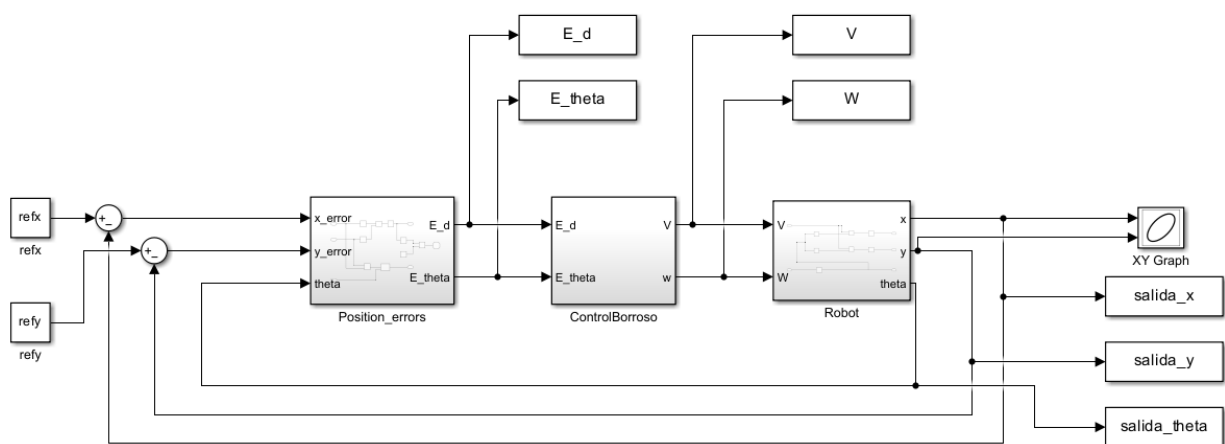 E_d
V
E_theta
W
refx
refx
+
−
x_error
y_error
theta
E_d
E_theta
Position_errors
E_d
E_theta
V
w
ControlBorroso
V
W
x
y
theta
Robot
XY Graph
+
−
refy
refy
salida_x
salida_y
salida_theta